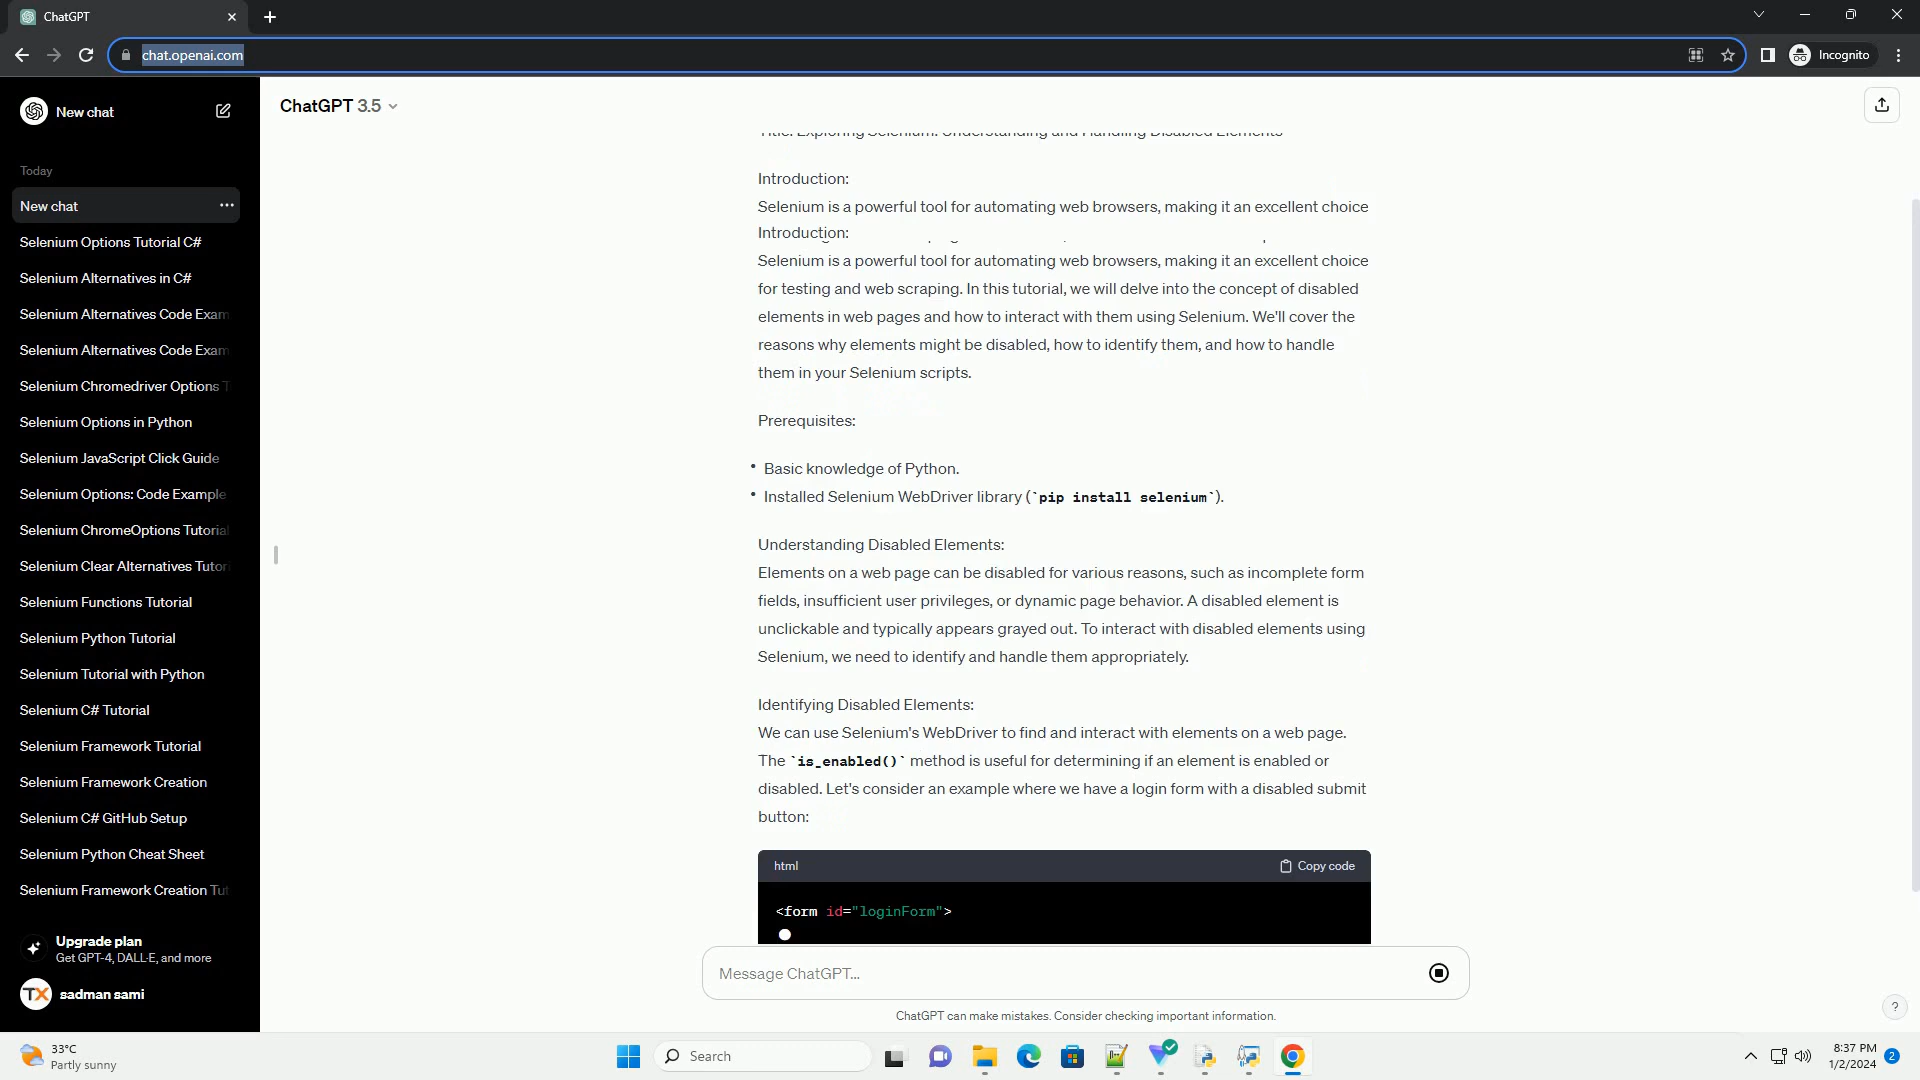 ChatGPT
chat.openai.com
Incognito
New chat
Today
New chat
Selenium Options Tutorial C#
Selenium Alternatives in C#
Selenium Alternatives Code Exam
Selenium Alternatives Code Exam
Selenium Chromedriver Options T
Selenium Options in Python
Selenium JavaScript Click Guide
Selenium Options: Code Example
Selenium ChromeOptions Tutorial
Selenium Clear Alternatives Tutor
Selenium Functions Tutorial
Selenium Python Tutorial
Selenium Tutorial with Python
Selenium C# Tutorial
Selenium Framework Tutorial
Selenium Framework Creation
Selenium C# GitHub Setup
Selenium Python Cheat Sheet
Selenium Framework Creation Tut
Upgrade plan
Get GPT-4, DALL·E, and more
TX sadman sami
ChatGPT 3.5
Title: Exploring Selenium: Understanding and Handling Disabled Elements
Introduction:
Selenium is a powerful tool for automating web browsers, making it an excellent choice
Introduction:
Selenium is a powerful tool for automating web browsers, making it an excellent choice
for testing and web scraping. In this tutorial, we will delve into the concept of disabled
elements in web pages and how to interact with them using Selenium. We'll cover the
reasons why elements might be disabled, how to identify them, and how to handle
them in your Selenium scripts.
Prerequisites:
• Basic knowledge of Python.
• Installed Selenium WebDriver library (`pip install selenium`).
Understanding Disabled Elements:
Elements on a web page can be disabled for various reasons, such as incomplete form
fields, insufficient user privileges, or dynamic page behavior. A disabled element is
unclickable and typically appears grayed out. To interact with disabled elements using
Selenium, we need to identify and handle them appropriately.
Identifying Disabled Elements:
We can use Selenium's WebDriver to find and interact with elements on a web page.
The `is_enabled()` method is useful for determining if an element is enabled or
disabled. Let's consider an example where we have a login form with a disabled submit
button:
html
Copy code
<form id="loginForm">
Message ChatGPT...
ChatGPT can make mistakes. Consider checking important information.
?
33°C
Partly sunny
Search
8:37 PM
1/2/2024
2